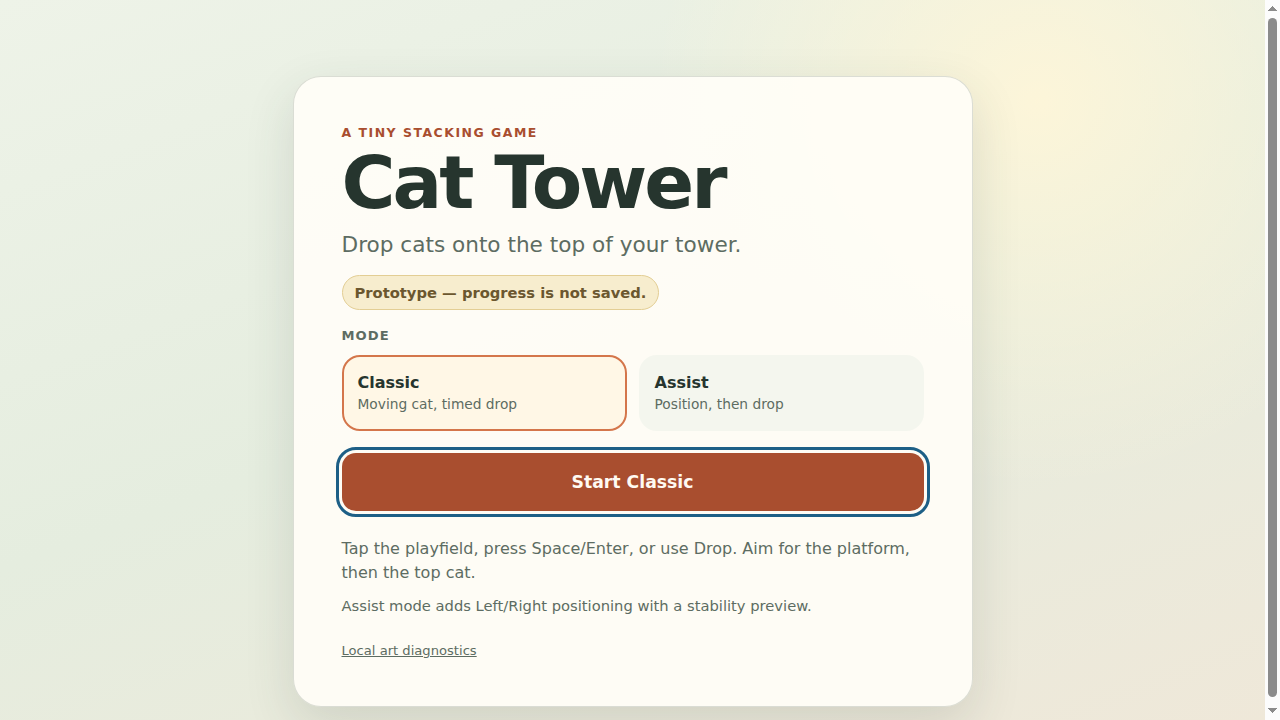 A TINY STACKING GAME
Cat Tower
Drop cats onto the top of your tower.
Prototype — progress is not saved.
MODE
Classic
Moving cat, timed drop
Assist
Position, then drop
Start Classic
Tap the playfield, press Space/Enter, or use Drop. Aim for the platform,
then the top cat.
Assist mode adds Left/Right positioning with a stability preview.
Local art diagnostics